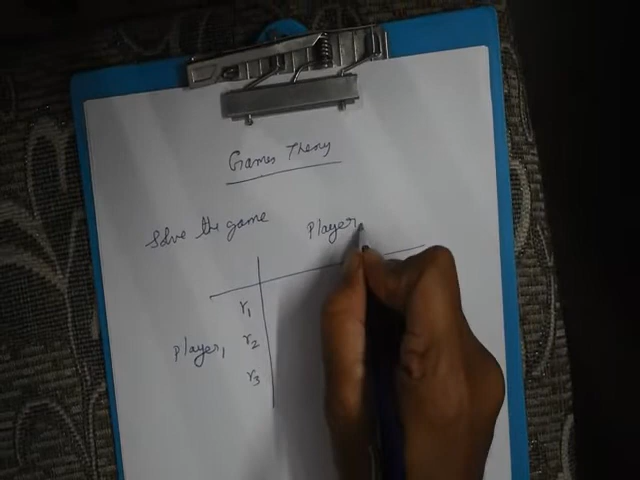 Games Theory
Solve the game
Player
r1
Player1 r2
r3